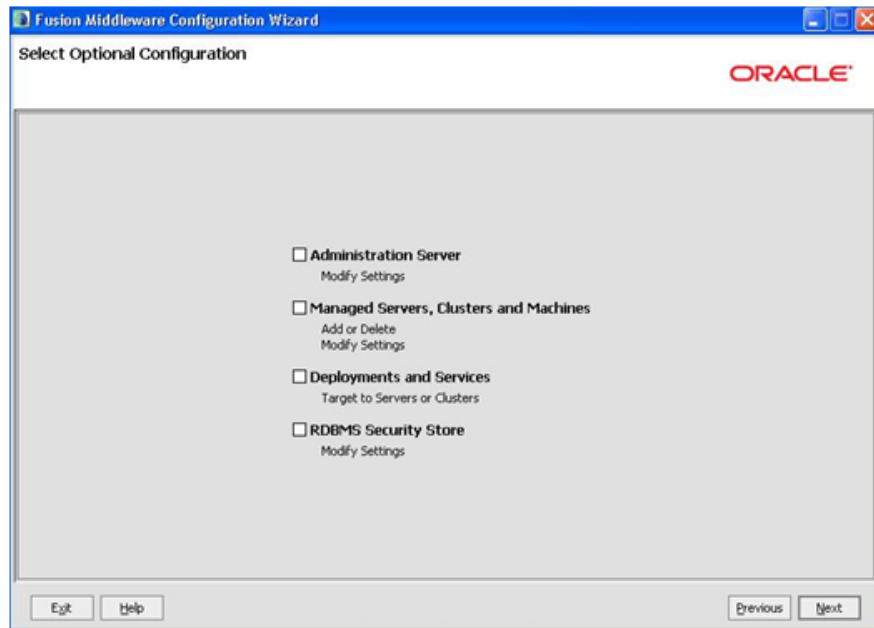 Fusion Middleware Configuration Wizard
Select Optional Configuration
ORACLE
Administration Server
Modify Settings
Managed Servers, Clusters and Machines
Add or Delete
Modify Settings
Deployments and Services
Target to Servers or Clusters
RDBMS Security Store
Modify Settings
Exit Help Previous Next